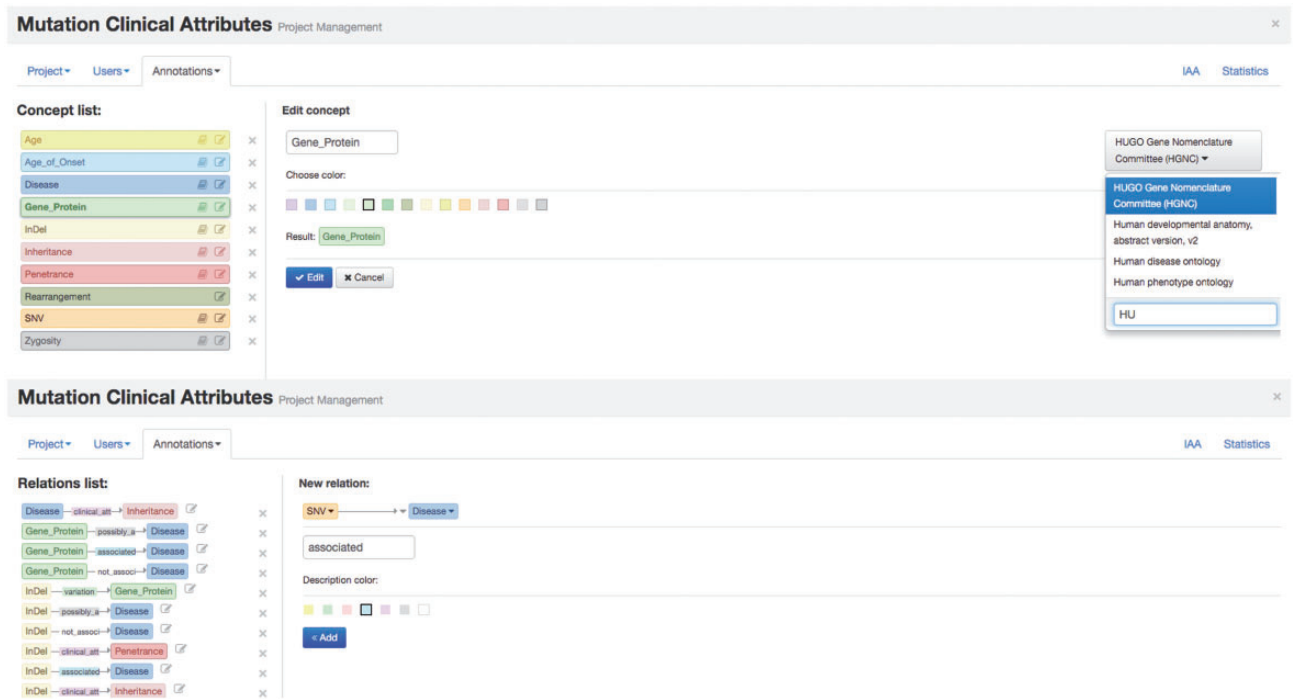 Mutation Clinical Attributes Project Management ×
Project Users Annotations IAA Statistics
Concept list:
Age ×
Age_of_Onset ×
Disease ×
Gene_Protein ×
InDel ×
Inheritance ×
Penetrance ×
Rearrangement ×
SNV ×
Zygosity ×
Edit concept
Gene_Protein
Choose color:
Result: Gene_Protein
Edit Cancel
HUGO Gene Nomenclature
Committee (HGNC)
HUGO Gene Nomenclature
Committee (HGNC)
Human developmental anatomy,
abstract version, v2
Human disease ontology
Human phenotype ontology
HU
Mutation Clinical Attributes Project Management ×
Project Users Annotations IAA Statistics
Relations list:
Disease clinical_att Inheritance ×
Gene_Protein possibly_a Disease ×
Gene_Protein associated Disease ×
Gene_Protein not_associ Disease ×
InDel variation Gene_Protein ×
InDel possibly_a Disease ×
InDel not_associ Disease ×
InDel clinical_att Penetrance ×
InDel associated Disease ×
InDel clinical_att Inheritance ×
New relation:
SNV Disease
associated
Description color:
« Add